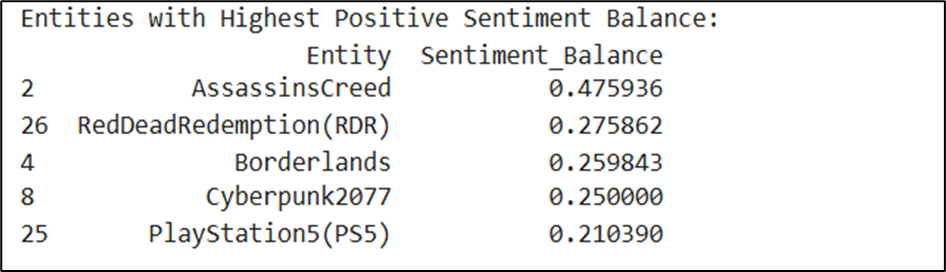 Entities with Highest Positive Sentiment Balance:
Entity Sentiment_Balance
2 AssassinsCreed 0.475936
26 RedDeadRedemption(RDR) 0.275862
4 Borderlands 0.259843
8 Cyberpunk2077 0.250000
25 PlayStation5(PS5) 0.210390